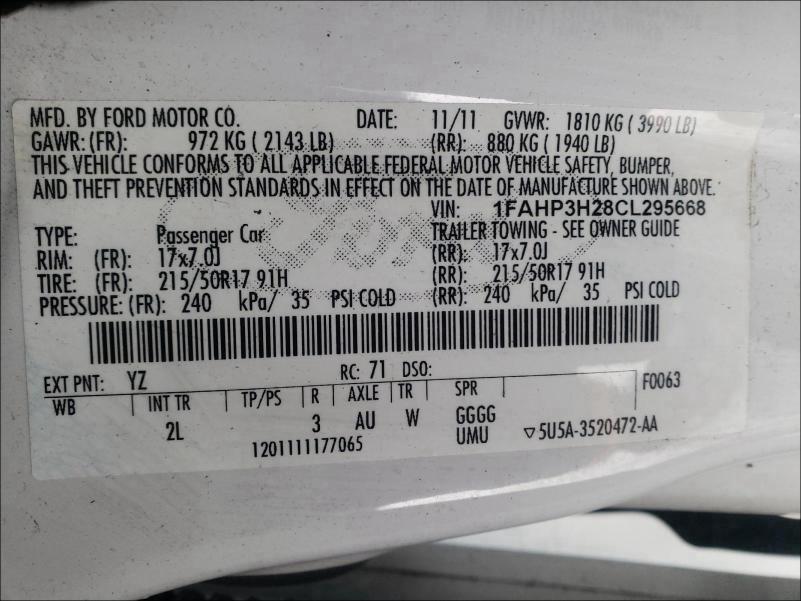 MFD. BY FORD MOTOR CO. DATE: 11/11 GVWR: 1810 KG ( 3990 LB)
GAWR: (FR): 972 KG ( 2143 LB) (RR): 880 KG ( 1940 LB)
THIS VEHICLE CONFORMS TO ALL APPLICABLE FEDERAL MOTOR VEHICLE SAFETY, BUMPER,
AND THEFT PREVENTION STANDARDS IN EFFECT ON THE DATE OF MANUFACTURE SHOWN ABOVE.
VIN: 1FAHP3H28CL295668
TYPE: Passenger Car TRAILER TOWING - SEE OWNER GUIDE
RIM: (FR): 17x7.0J (RR): 17x7.0J
TIRE: (FR): 215/50R17 91H (RR): 215/50R17 91H
PRESSURE: (FR): 240 kPa/ 35 PSI COLD (RR): 240 kPa/ 35 PSI COLD
EXT PNT: YZ RC: 71 DSO: F0063
WB INT TR TP/PS R AXLE TR SPR
2L 3 AU W GGGG
UMU
1201111177065 ▽5U5A-3520472-AA